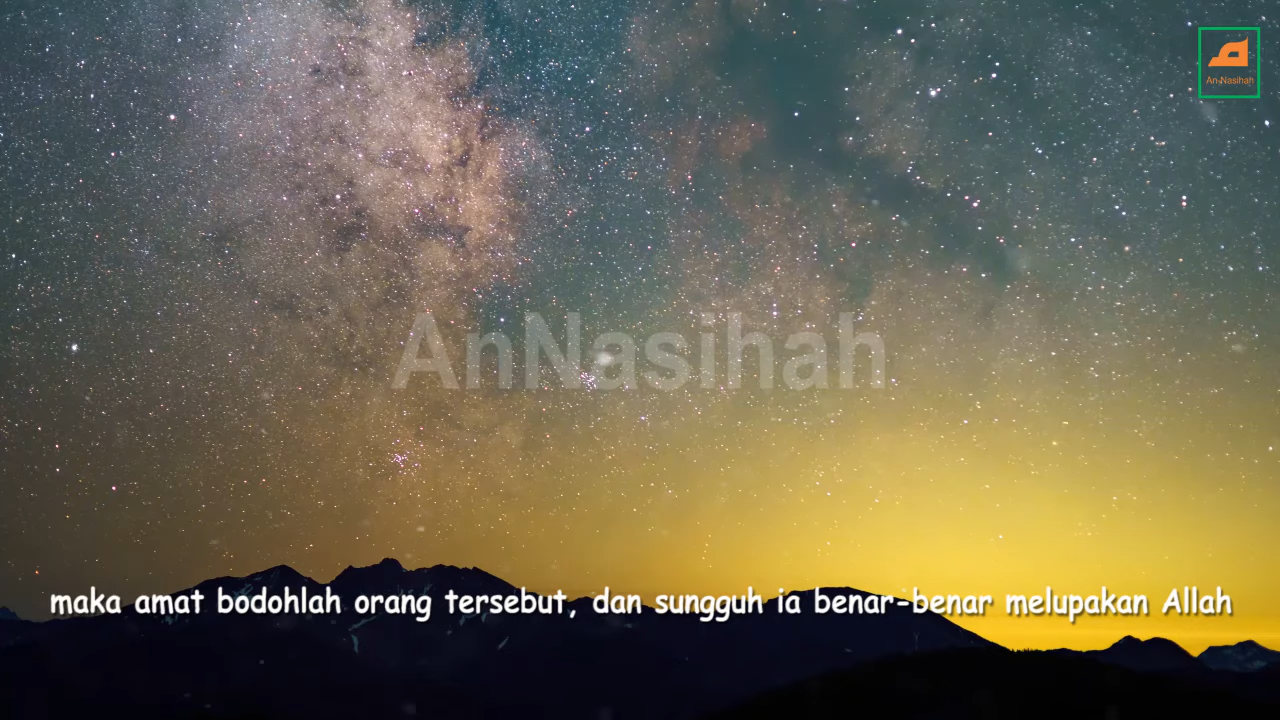 An-Nasihah
AnNasihah
maka amat bodohlah orang tersebut, dan sungguh ia benar-benar melupakan Allah